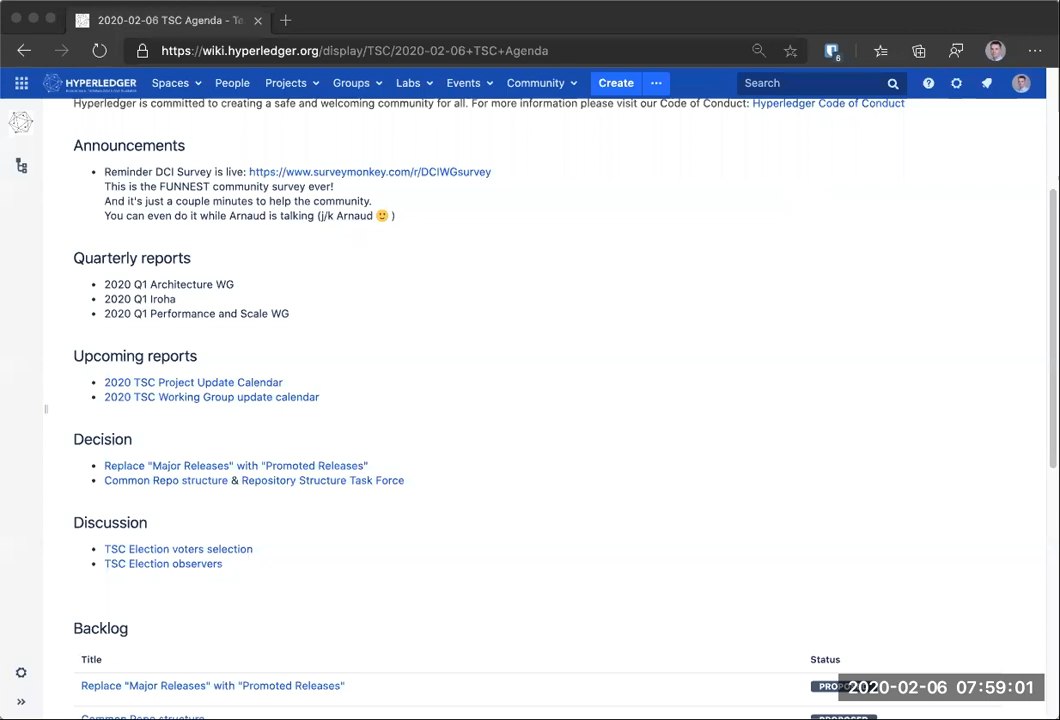 2020-02-06 TSC Agenda - Te
https://wiki.hyperledger.org/display/TSC/2020-02-06+TSC+Agenda
6
HYPERLEDGER Spaces People Projects Groups Labs Events Community Create Search
Hyperledger is committed to creating a safe and welcoming community for all. For more information please visit our Code of Conduct: Hyperledger Code of Conduct
Announcements
• Reminder DCI Survey is live: https://www.surveymonkey.com/r/DCIWGsurvey
This is the FUNNEST community survey ever!
And it's just a couple minutes to help the community.
You can even do it while Arnaud is talking (j/k Arnaud 🙂 )
Quarterly reports
• 2020 Q1 Architecture WG
• 2020 Q1 Iroha
• 2020 Q1 Performance and Scale WG
Upcoming reports
• 2020 TSC Project Update Calendar
• 2020 TSC Working Group update calendar
Decision
• Replace "Major Releases" with "Promoted Releases"
• Common Repo structure & Repository Structure Task Force
Discussion
• TSC Election voters selection
• TSC Election observers
Backlog
Title Status
Replace "Major Releases" with "Promoted Releases" PRO
2020-02-06 07:59:01
Common Repo structure